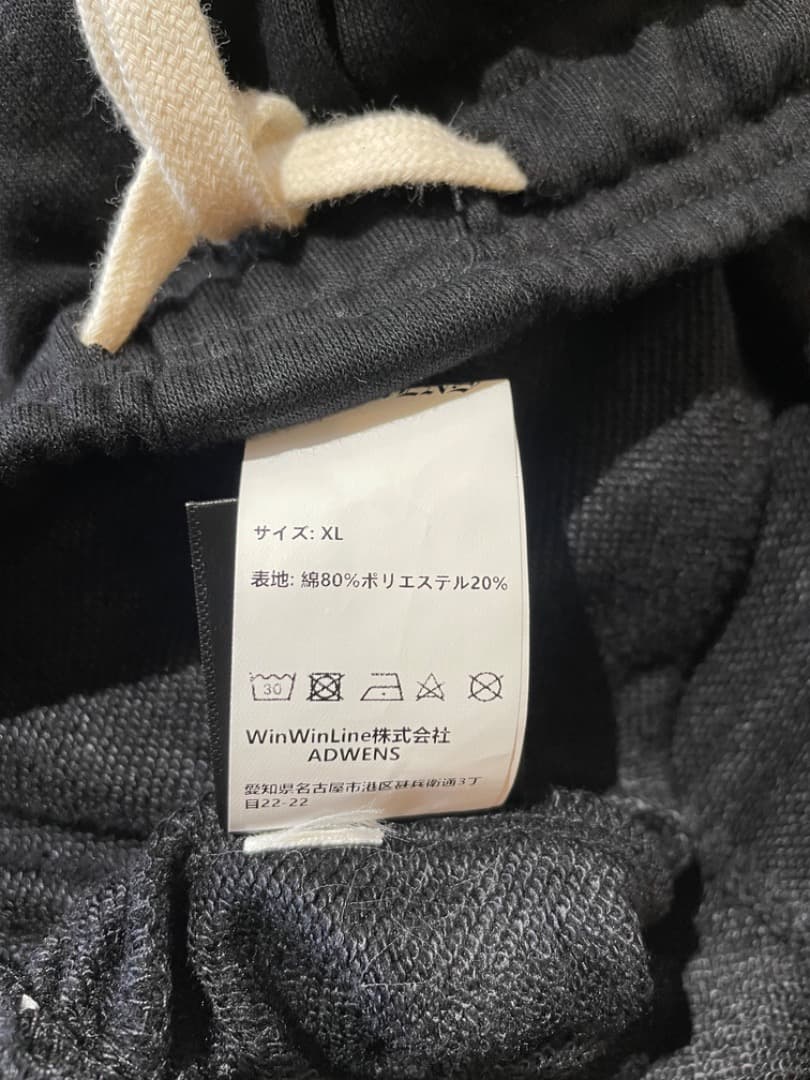 サイズ: XL
表地: 綿80%ポリエステル20%
30
WinWinLine株式会社
ADWENS
愛知県名古屋市港区甚兵衛通3丁
目22-22